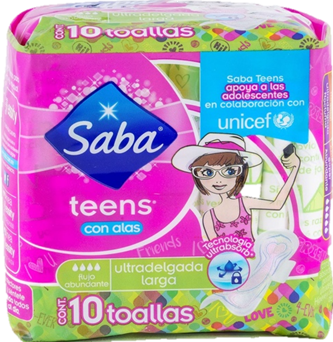 CONT. 10 toallas
Saba Teens
apoya a las
adolescentes
en colaboración con
unicef
Saba
teens
con alas
Tecnología
ultrabsorb
Friends
flujo
abundante
ultradelgada
larga
CONT. 10 toallas
LOVE